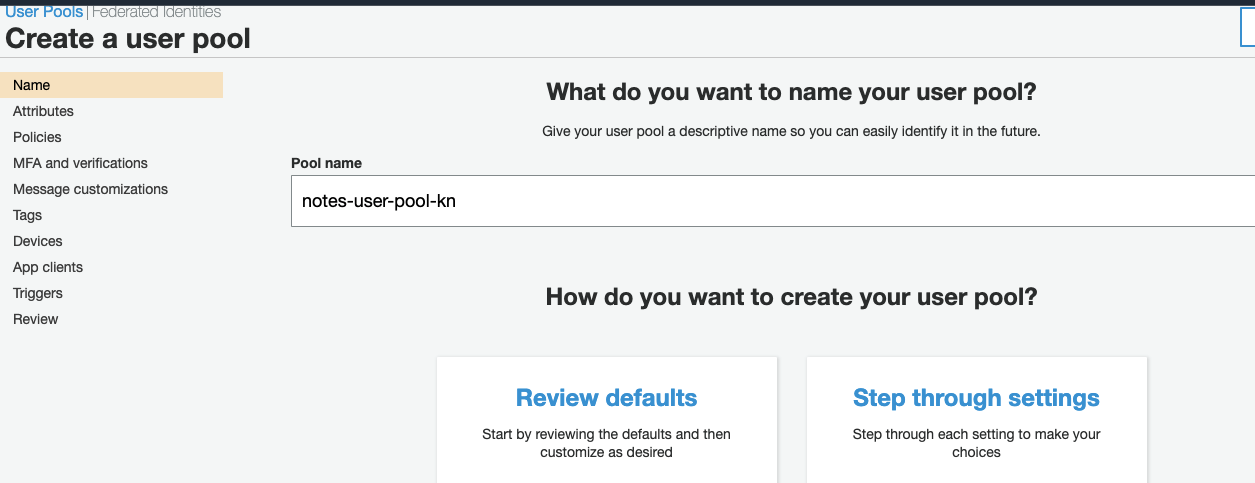 User Pools | Federated Identities
Create a user pool
Name
Attributes
Policies
MFA and verifications
Message customizations
Tags
Devices
App clients
Triggers
Review
What do you want to name your user pool?
Give your user pool a descriptive name so you can easily identify it in the future.
Pool name
notes-user-pool-kn
How do you want to create your user pool?
Review defaults
Start by reviewing the defaults and then
customize as desired
Step through settings
Step through each setting to make your
choices